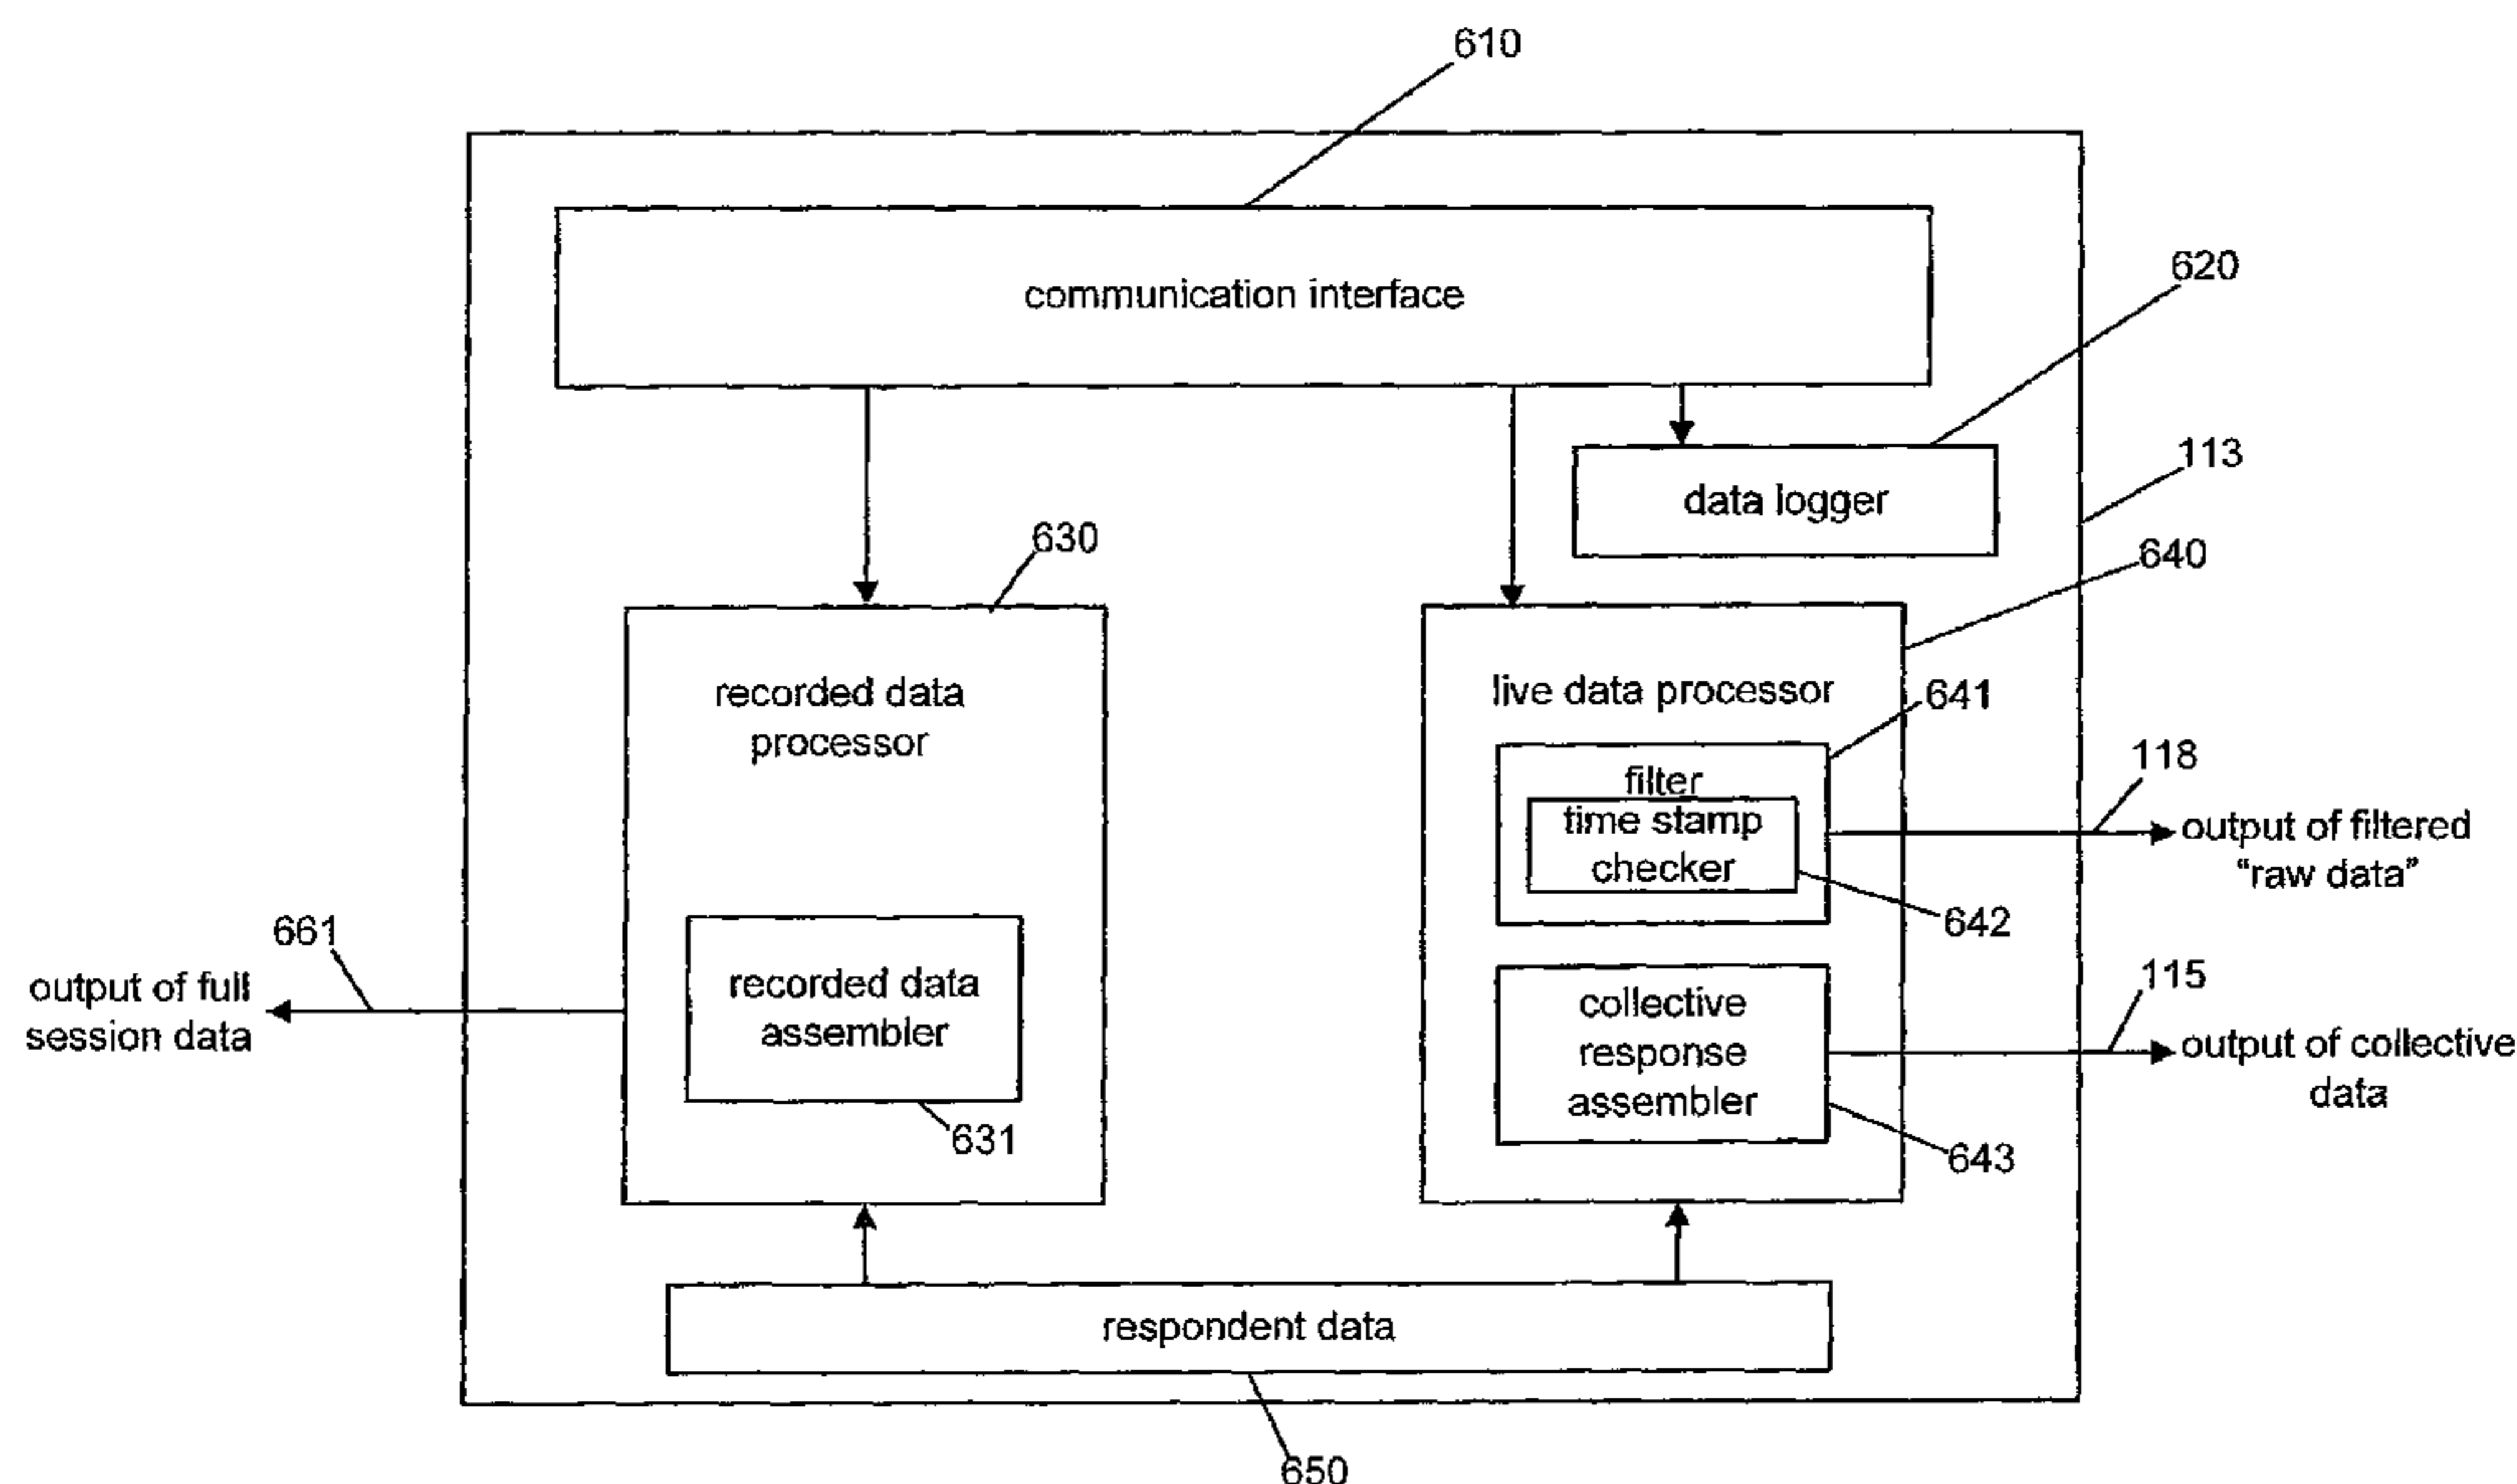 610
communication interface
620
data logger
113
630
640
recorded data
processor
live data processor
641
filter
time stamp
checker
118
output of filtered
“raw data”
642
661
output of full
session data
recorded data
assembler
631
collective
response
assembler
115
output of collective
data
643
respondent data
650